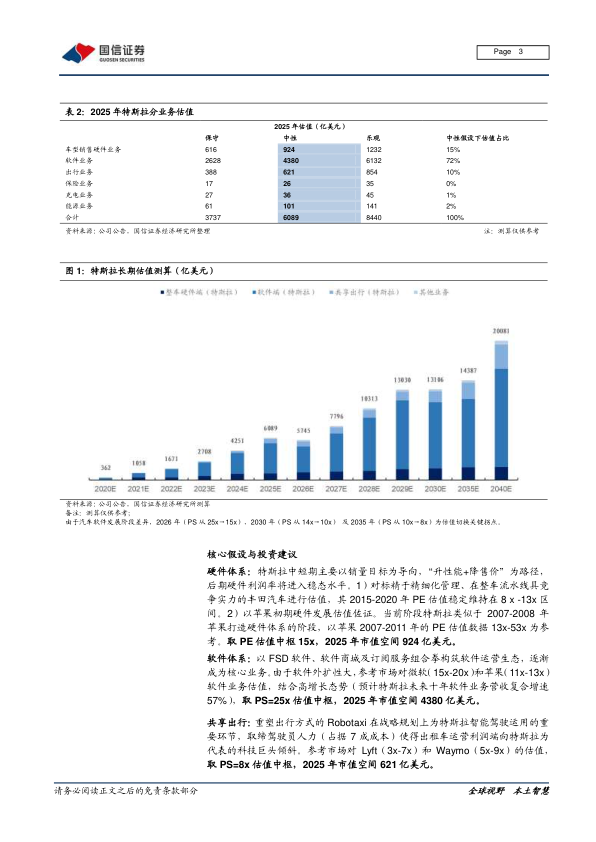 国信证券
GUOSEN SECURITIES
Page 3
表 2：2025 年特斯拉分业务估值
2025 年估值（亿美元）
保守 中性 乐观 中性假设下估值占比
车型销售硬件业务 616 924 1232 15%
软件业务 2628 4380 6132 72%
出行业务 388 621 854 10%
保险业务 17 26 35 0%
充电业务 27 36 45 1%
能源业务 61 101 141 2%
合计 3737 6089 8440 100%
资料来源：公司公告、国信证券经济研究所整理 注：测算仅供参考
图 1：特斯拉长期估值测算（亿美元）
整车硬件端（特斯拉） 软件端（特斯拉） 共享出行（特斯拉） 其他业务
362 1058 1671 2708 4251 6089 5745 7796 10313 13030 13106 14387 20081
2020E 2021E 2022E 2023E 2024E 2025E 2026E 2027E 2028E 2029E 2030E 2035E 2040E
资料来源：公司公告、国信证券经济研究所测算
备注：测算仅供参考；
由于汽车软件发展阶段差异，2026 年（PS 从 25x→15x）、2030 年（PS 从 14x→10x） 及 2035 年（PS 从 10x→8x）为估值切换关键拐点。
核心假设与投资建议
硬件体系：特斯拉中短期主要以销量目标为导向，“升性能+降售价”为路径，
后期硬件利润率将进入稳态水平。1）对标精于精细化管理、在整车流水线具竞
争实力的丰田汽车进行估值，其 2015-2020 年 PE 估值稳定维持在 8 x -13x 区
间。2）以苹果初期硬件发展估值佐证。当前阶段特斯拉类似于 2007-2008 年
苹果打造硬件体系的阶段，以苹果 2007-2011 年的 PE 估值数据 13x-53x 为参
考。取 PE 估值中枢 15x，2025 年市值空间 924 亿美元。
软件体系：以 FSD 软件、软件商城及订阅服务组合拳构筑软件运营生态，逐渐
成为核心业务。由于软件外扩性大，参考市场对微软（15x-20x）和苹果（11x-13x）
软件业务估值，结合高增长态势（预计特斯拉未来十年软件业务营收复合增速
57%），取 PS=25x 估值中枢，2025 年市值空间 4380 亿美元。
共享出行：重塑出行方式的 Robotaxi 在战略规划上为特斯拉智能驾驶运用的重
要环节、取缔驾驶员人力（占据 7 成成本）使得出租车运营利润端向特斯拉为
代表的科技巨头倾斜。参考市场对 Lyft（3x-7x）和 Waymo（5x-9x）的估值，
取 PS=8x 估值中枢，2025 年市值空间 621 亿美元。
请务必阅读正文之后的免责条款部分 全球视野 本土智慧